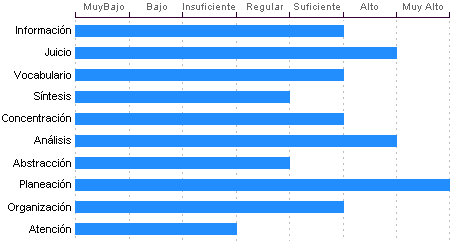 MuyBajo Bajo Insuficiente Regular Suficiente Alto Muy Alto
Información
Juicio
Vocabulario
Síntesis
Concentración
Análisis
Abstracción
Planeación
Organización
Atención